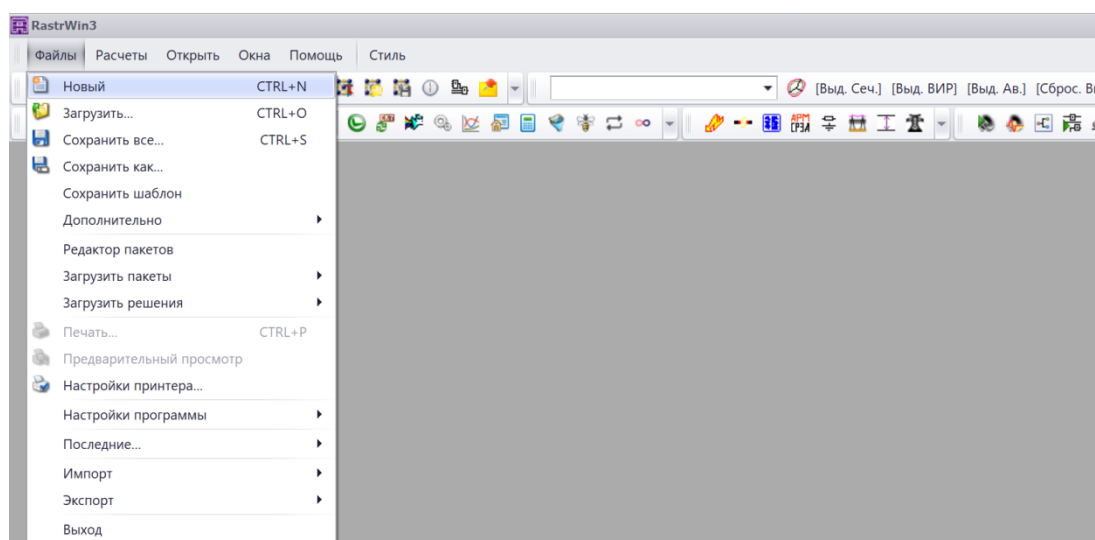 RastrWin3
Файлы Расчеты Открыть Окна Помощь Стиль
Новый CTRL+N
[Выд. Сеч.] [Выд. ВИР] [Выд. Ав.] [Сброс.
Загрузить... CTRL+O
АРМ
СРЗА
Сохранить все... CTRL+S
Сохранить как...
Сохранить шаблон
Дополнительно
Редактор пакетов
Загрузить пакеты
Загрузить решения
Печать... CTRL+P
Предварительный просмотр
Настройки принтера...
Настройки программы
Последние...
Импорт
Экспорт
Выход